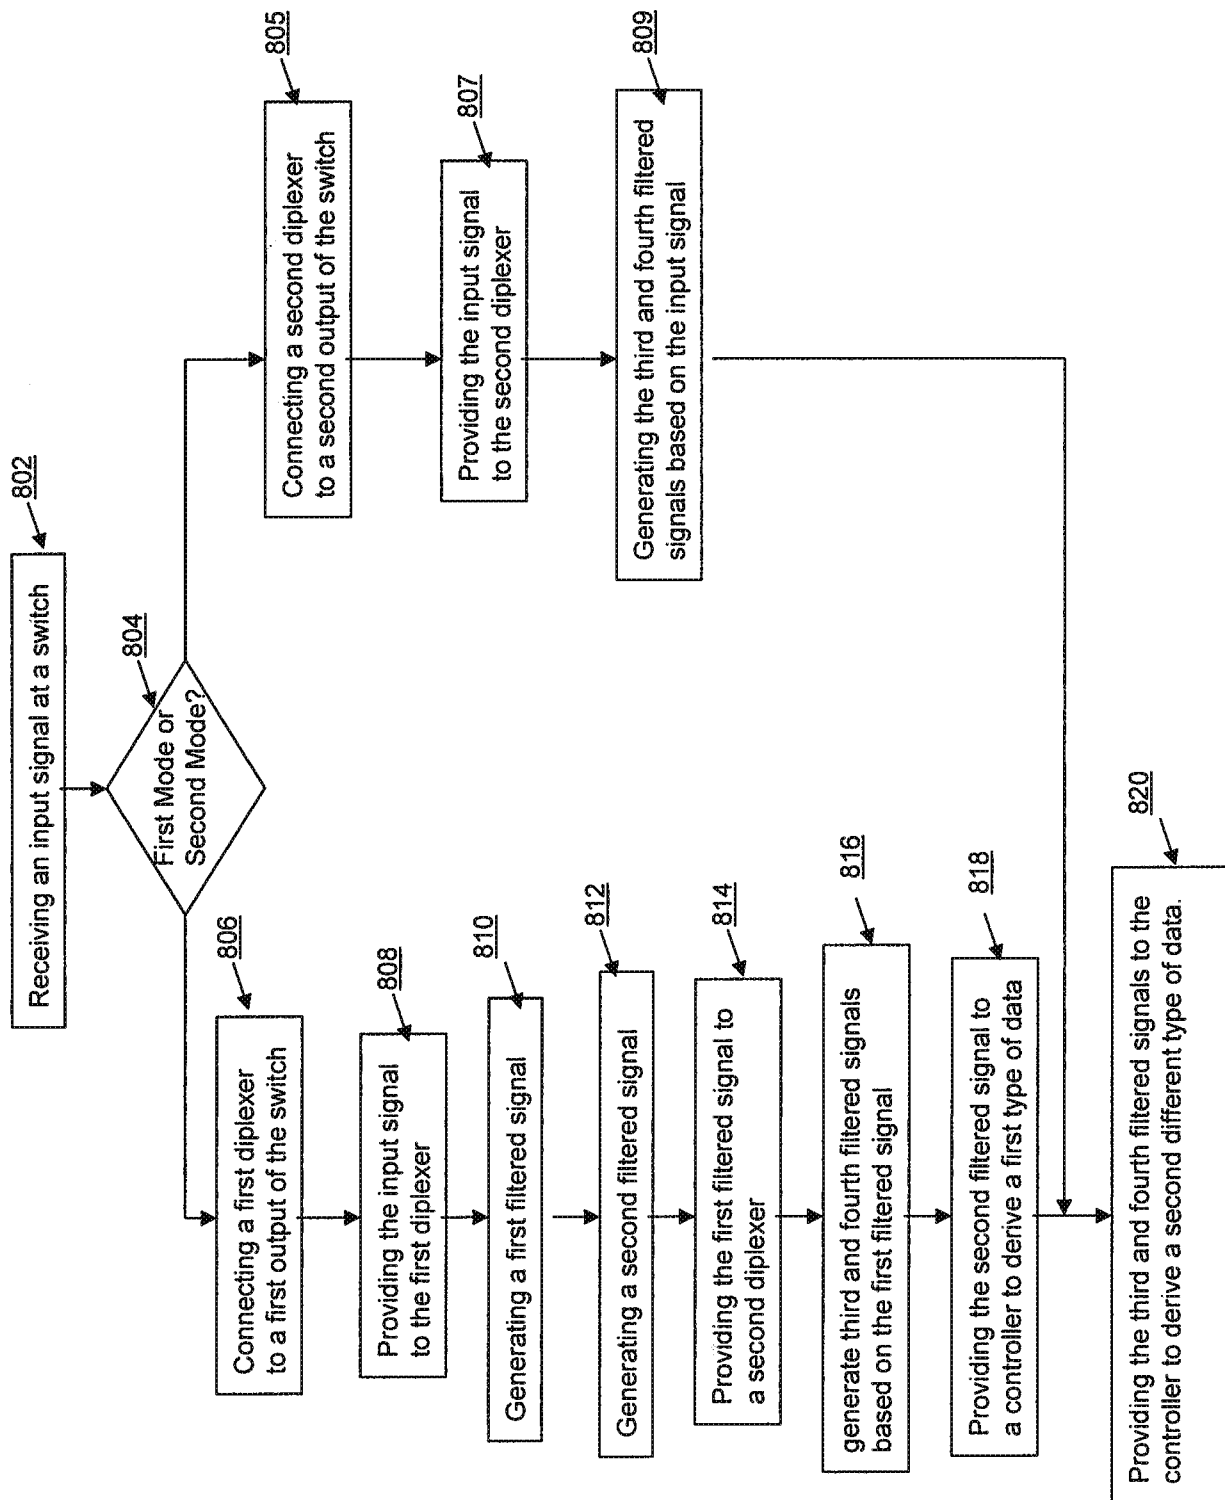 Receiving an input signal at a switch
802
First Mode or
Second Mode?
804
Connecting a first diplexer
to a first output of the switch
806
Providing the input signal
to the first diplexer
808
Generating a first filtered signal
810
Generating a second filtered signal
812
Providing the first filtered signal to
a second diplexer
814
generate third and fourth filtered signals
based on the first filtered signal
816
Providing the second filtered signal to
a controller to derive a first type of data
818
Connecting a second diplexer
to a second output of the switch
805
Providing the input signal
to the second diplexer
807
Generating the third and fourth filtered
signals based on the input signal
809
Providing the third and fourth filtered signals to the
controller to derive a second different type of data.
820